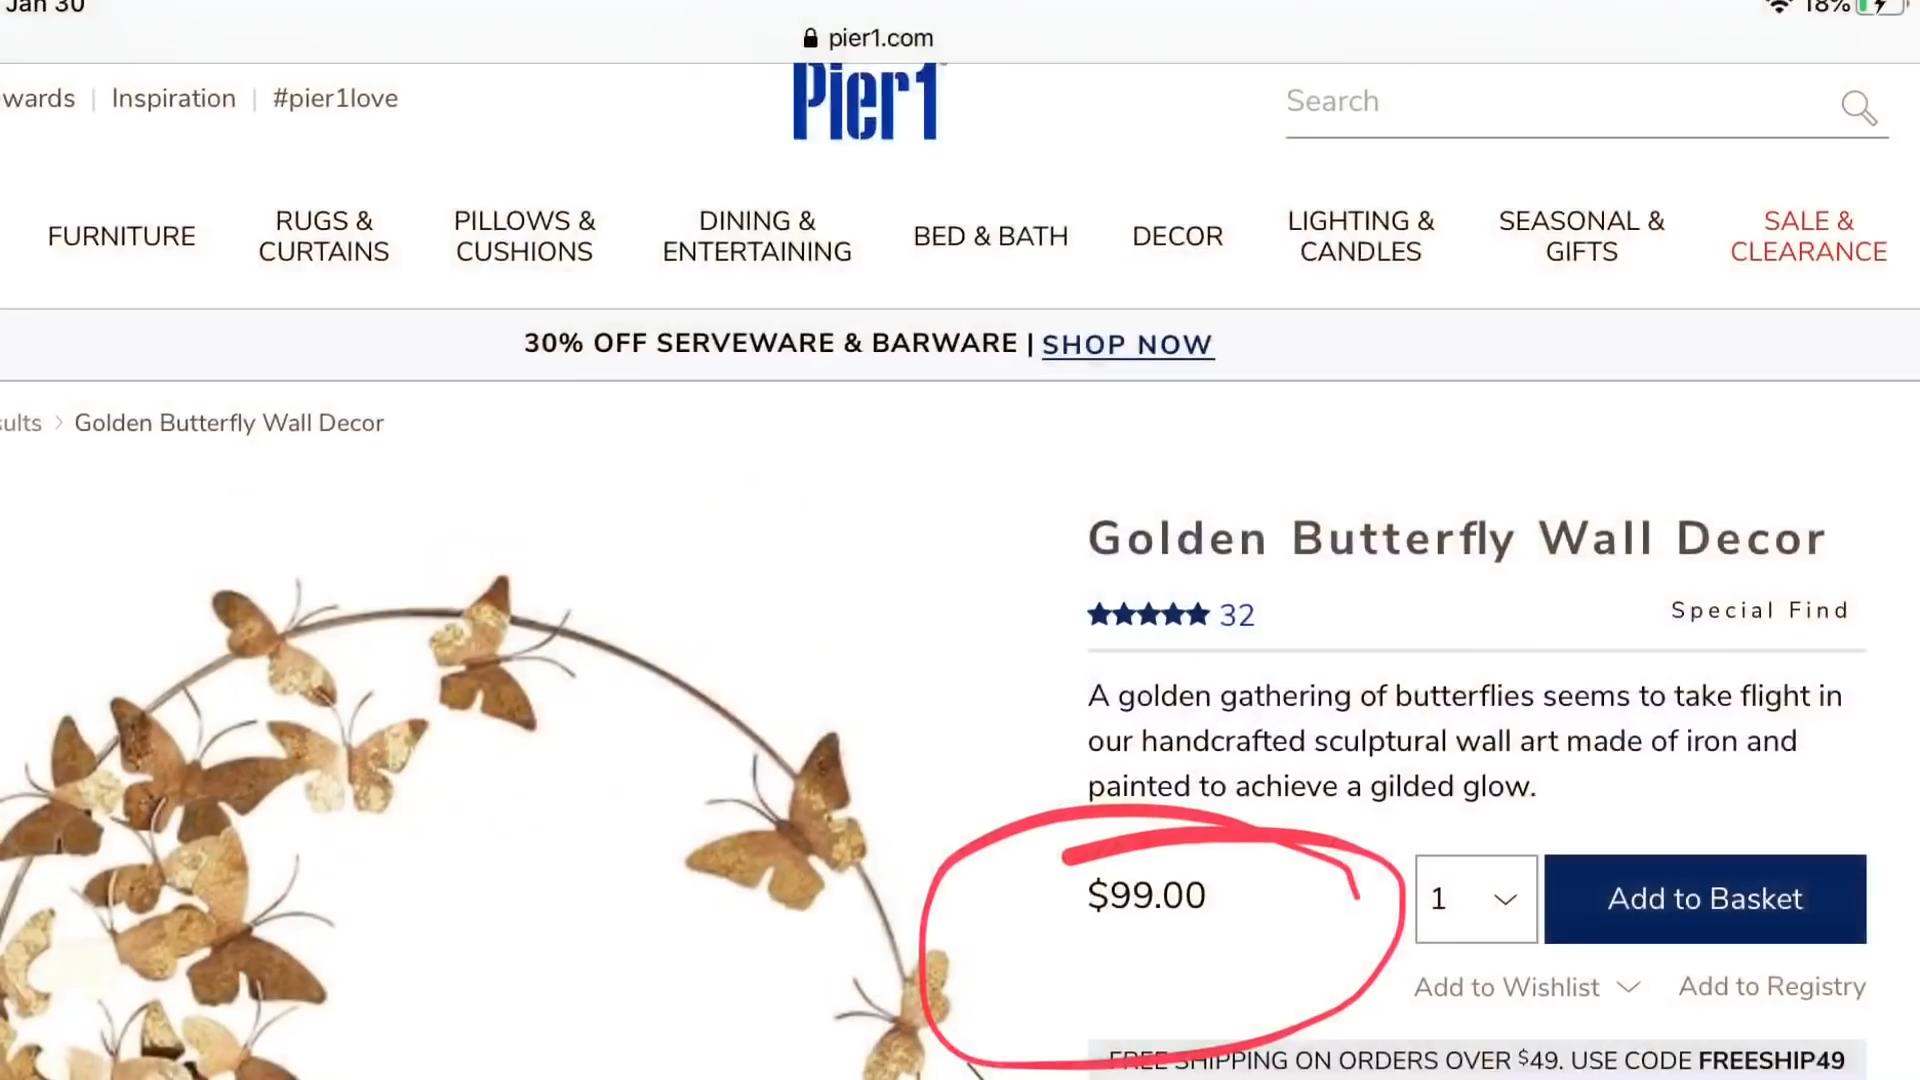 Jan 30
18%
pier1.com
wards | Inspiration | #pier1love
Pier1
Search
FURNITURE
RUGS &
CURTAINS
PILLOWS &
CUSHIONS
DINING &
ENTERTAINING
BED & BATH
DECOR
LIGHTING &
CANDLES
SEASONAL &
GIFTS
SALE &
CLEARANCE
30% OFF SERVEWARE & BARWARE | SHOP NOW
sults > Golden Butterfly Wall Decor
Golden Butterfly Wall Decor
32
Special Find
A golden gathering of butterflies seems to take flight in
our handcrafted sculptural wall art made of iron and
painted to achieve a gilded glow.
$99.00
1
Add to Basket
Add to Wishlist
Add to Registry
FREE SHIPPING ON ORDERS OVER $49. USE CODE FREESHIP49